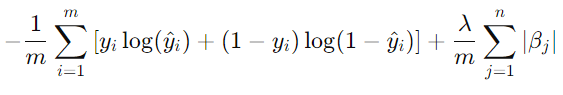 $-\frac{1}{m} \sum_{i=1}^{m} [y_i \log(\hat{y}_i) + (1 - y_i) \log(1 - \hat{y}_i)] + \frac{\lambda}{m} \sum_{j=1}^{n} |\beta_j|$